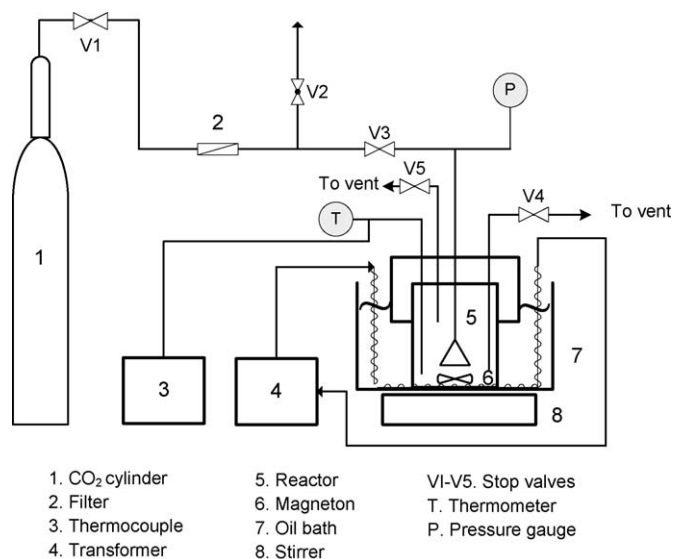 V1
V2
2
V3
P
V5
To vent
V4
To vent
T
1
5
6
7
3
4
8
1. CO₂ cylinder
2. Filter
3. Thermocouple
4. Transformer
5. Reactor
6. Magneton
7. Oil bath
8. Stirrer
VI-V5. Stop valves
T. Thermometer
P. Pressure gauge